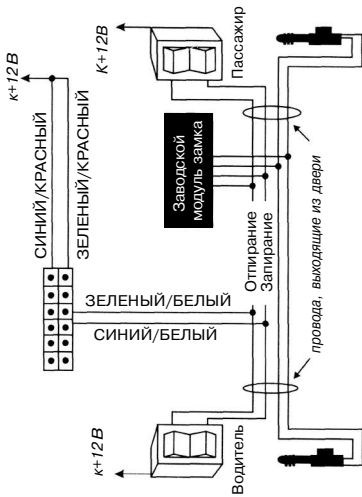 к+12В
СИНИЙ/КРАСНЫЙ
ЗЕЛЕНЫЙ/КРАСНЫЙ
ЗЕЛЕНЫЙ/БЕЛЫЙ
СИНИЙ/БЕЛЫЙ
к+12В
Водитель
К+12В
Пассажир
Заводской
модуль замка
Отпирание
Запирание
провода, выходящие из двери